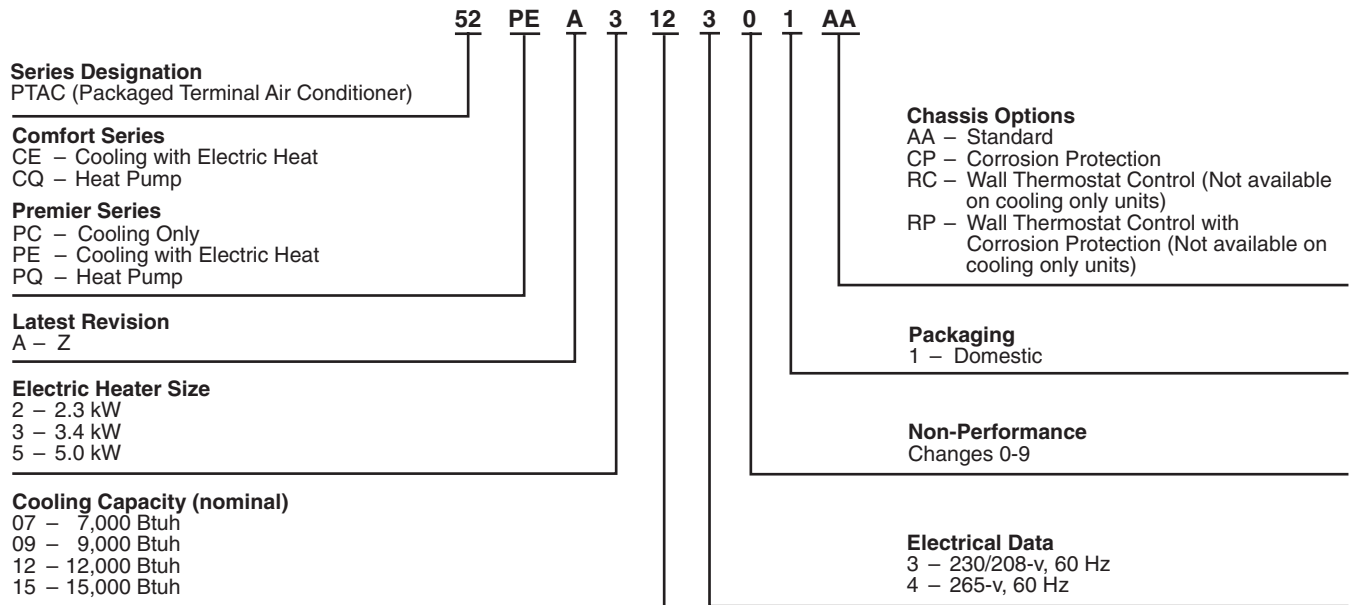 52 PE A 3 12 3 0 1 AA
Series Designation
PTAC (Packaged Terminal Air Conditioner)
Comfort Series
CE – Cooling with Electric Heat
CQ – Heat Pump
Premier Series
PC – Cooling Only
PE – Cooling with Electric Heat
PQ – Heat Pump
Latest Revision
A – Z
Electric Heater Size
2 – 2.3 kW
3 – 3.4 kW
5 – 5.0 kW
Cooling Capacity (nominal)
07 – 7,000 Btuh
09 – 9,000 Btuh
12 – 12,000 Btuh
15 – 15,000 Btuh
Chassis Options
AA – Standard
CP – Corrosion Protection
RC – Wall Thermostat Control (Not available
on cooling only units)
RP – Wall Thermostat Control with
Corrosion Protection (Not available on
cooling only units)
Packaging
1 – Domestic
Non-Performance
Changes 0-9
Electrical Data
3 – 230/208-v, 60 Hz
4 – 265-v, 60 Hz